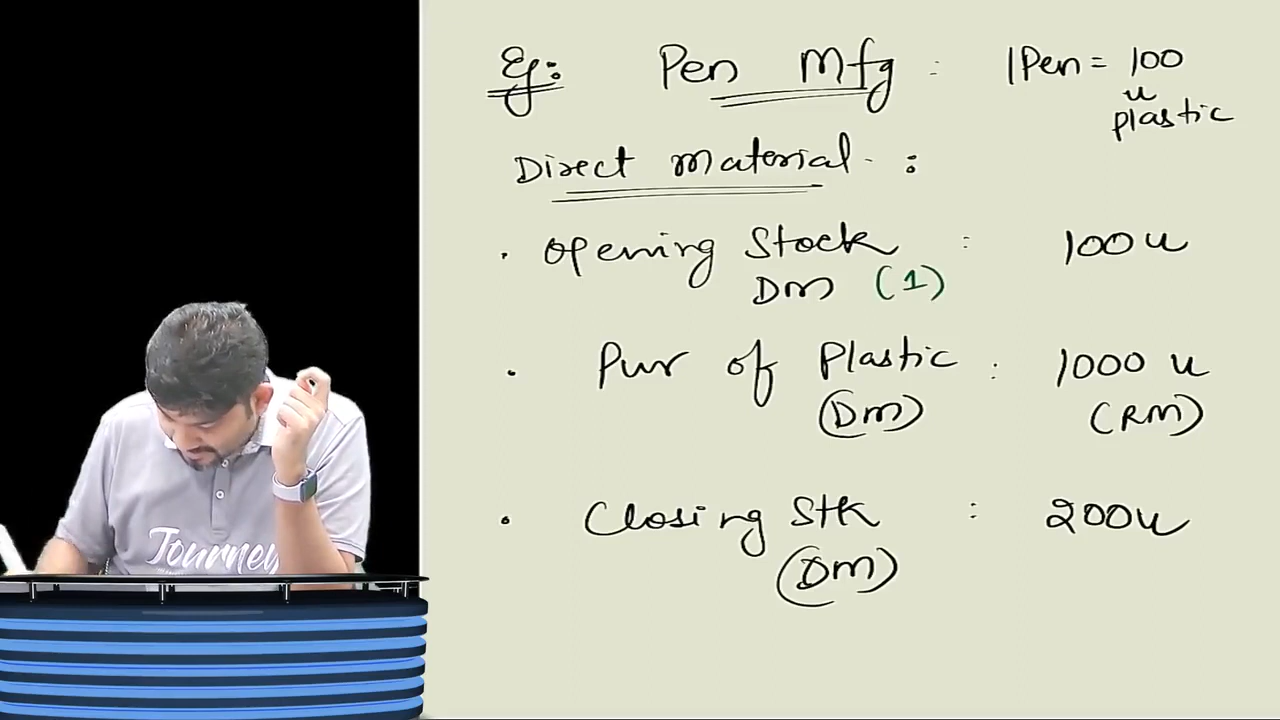 Eg: Pen Mfg : 1Pen = 100
u
plastic
Direct Material :
• Opening Stock : 100 u
DM (1)
• Pur of Plastic : 1000 u
(DM) (RM)
• Closing Stk : 200u
(DM)
Journey